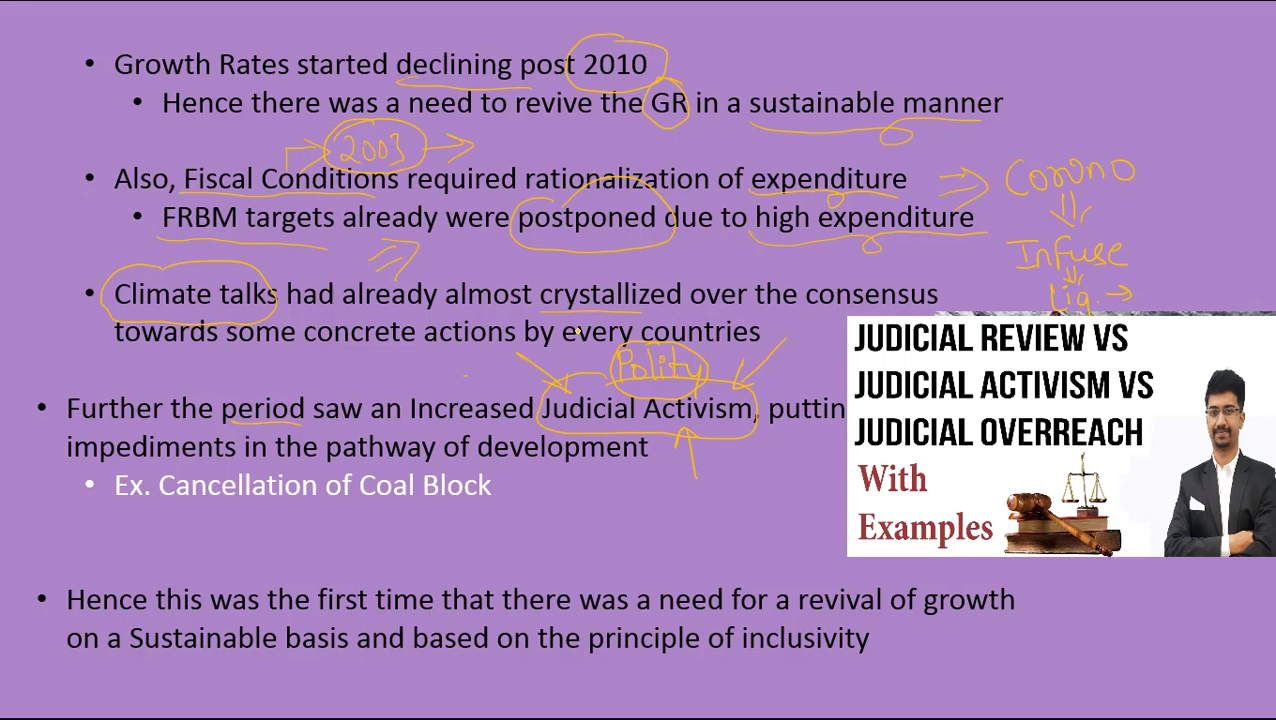 • Growth Rates started declining post 2010
• Hence there was a need to revive the GR in a sustainable manner
2003
• Also, Fiscal Conditions required rationalization of expenditure
Corono
• FRBM targets already were postponed due to high expenditure
Infuse
Liq.
• Climate talks had already almost crystallized over the consensus
towards some concrete actions by every countries
Polity
• Further the period saw an Increased Judicial Activism, puttin
impediments in the pathway of development
• Ex. Cancellation of Coal Block
JUDICIAL REVIEW VS
JUDICIAL ACTIVISM VS
JUDICIAL OVERREACH
With
Examples
• Hence this was the first time that there was a need for a revival of growth
on a Sustainable basis and based on the principle of inclusivity